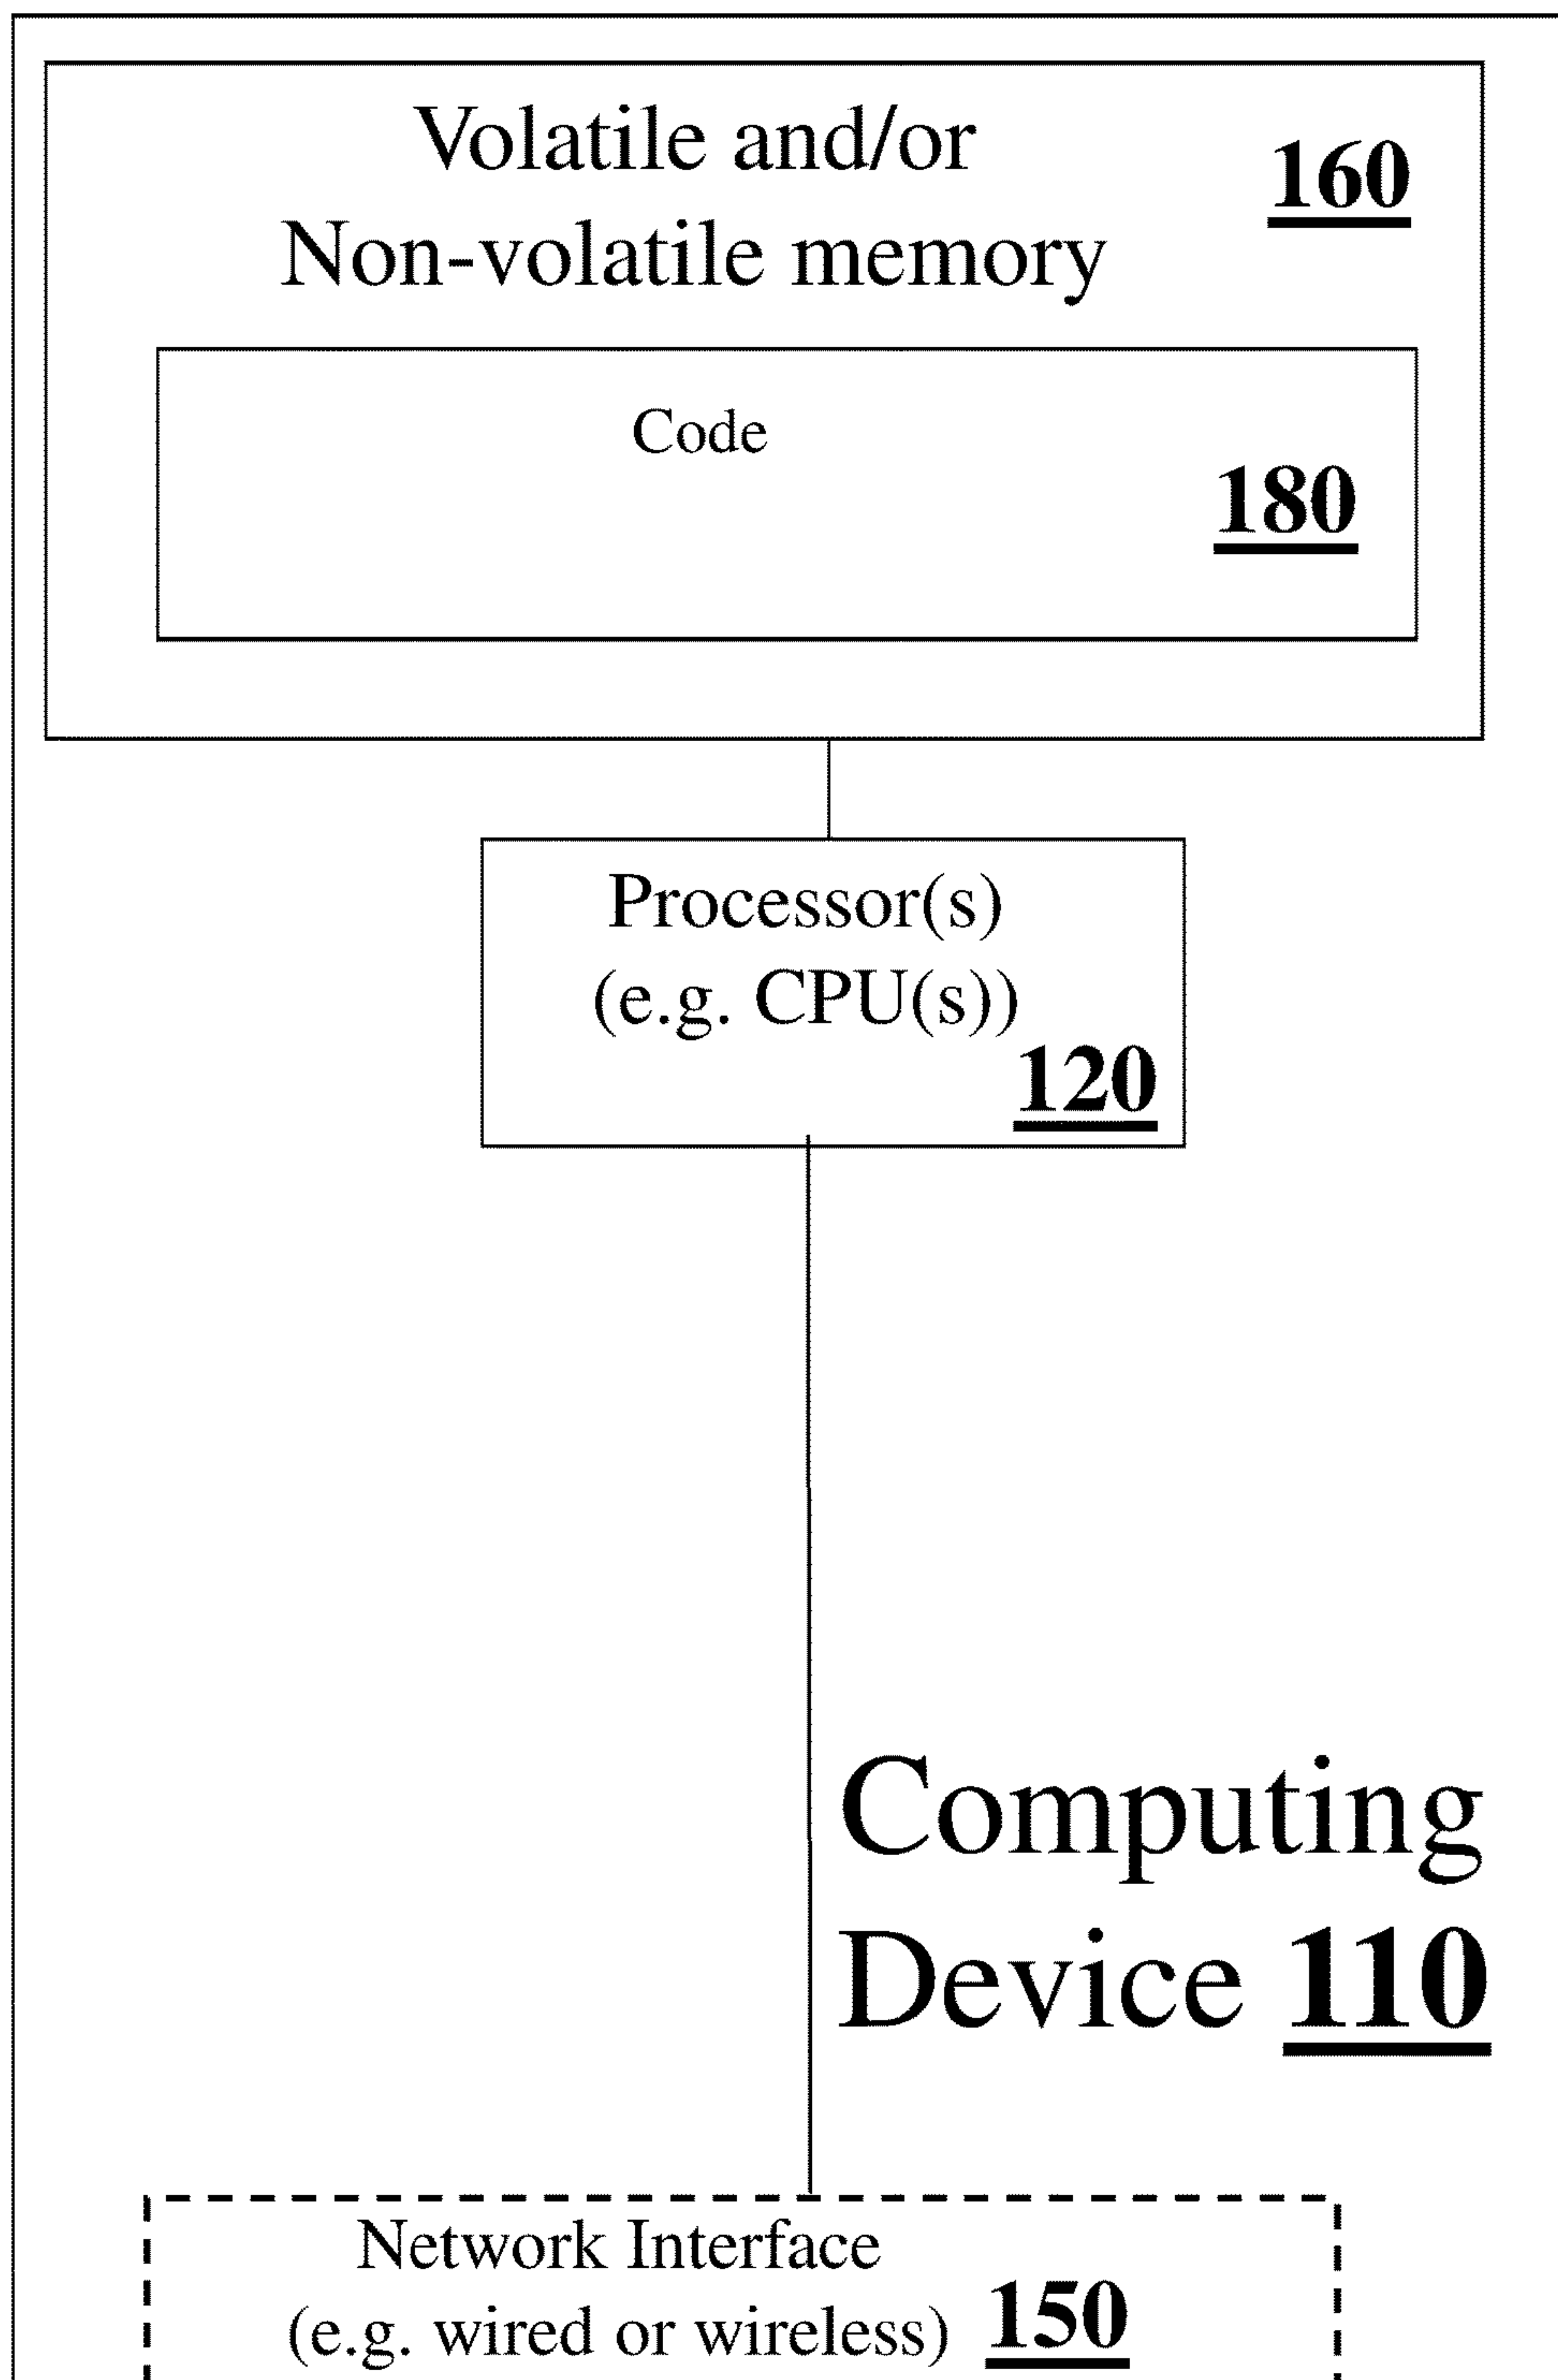 Volatile and/or
Non-volatile memory
160
Code
180
Processor(s)
(e.g. CPU(s))
120
Computing
Device 110
Network Interface
(e.g. wired or wireless) 150